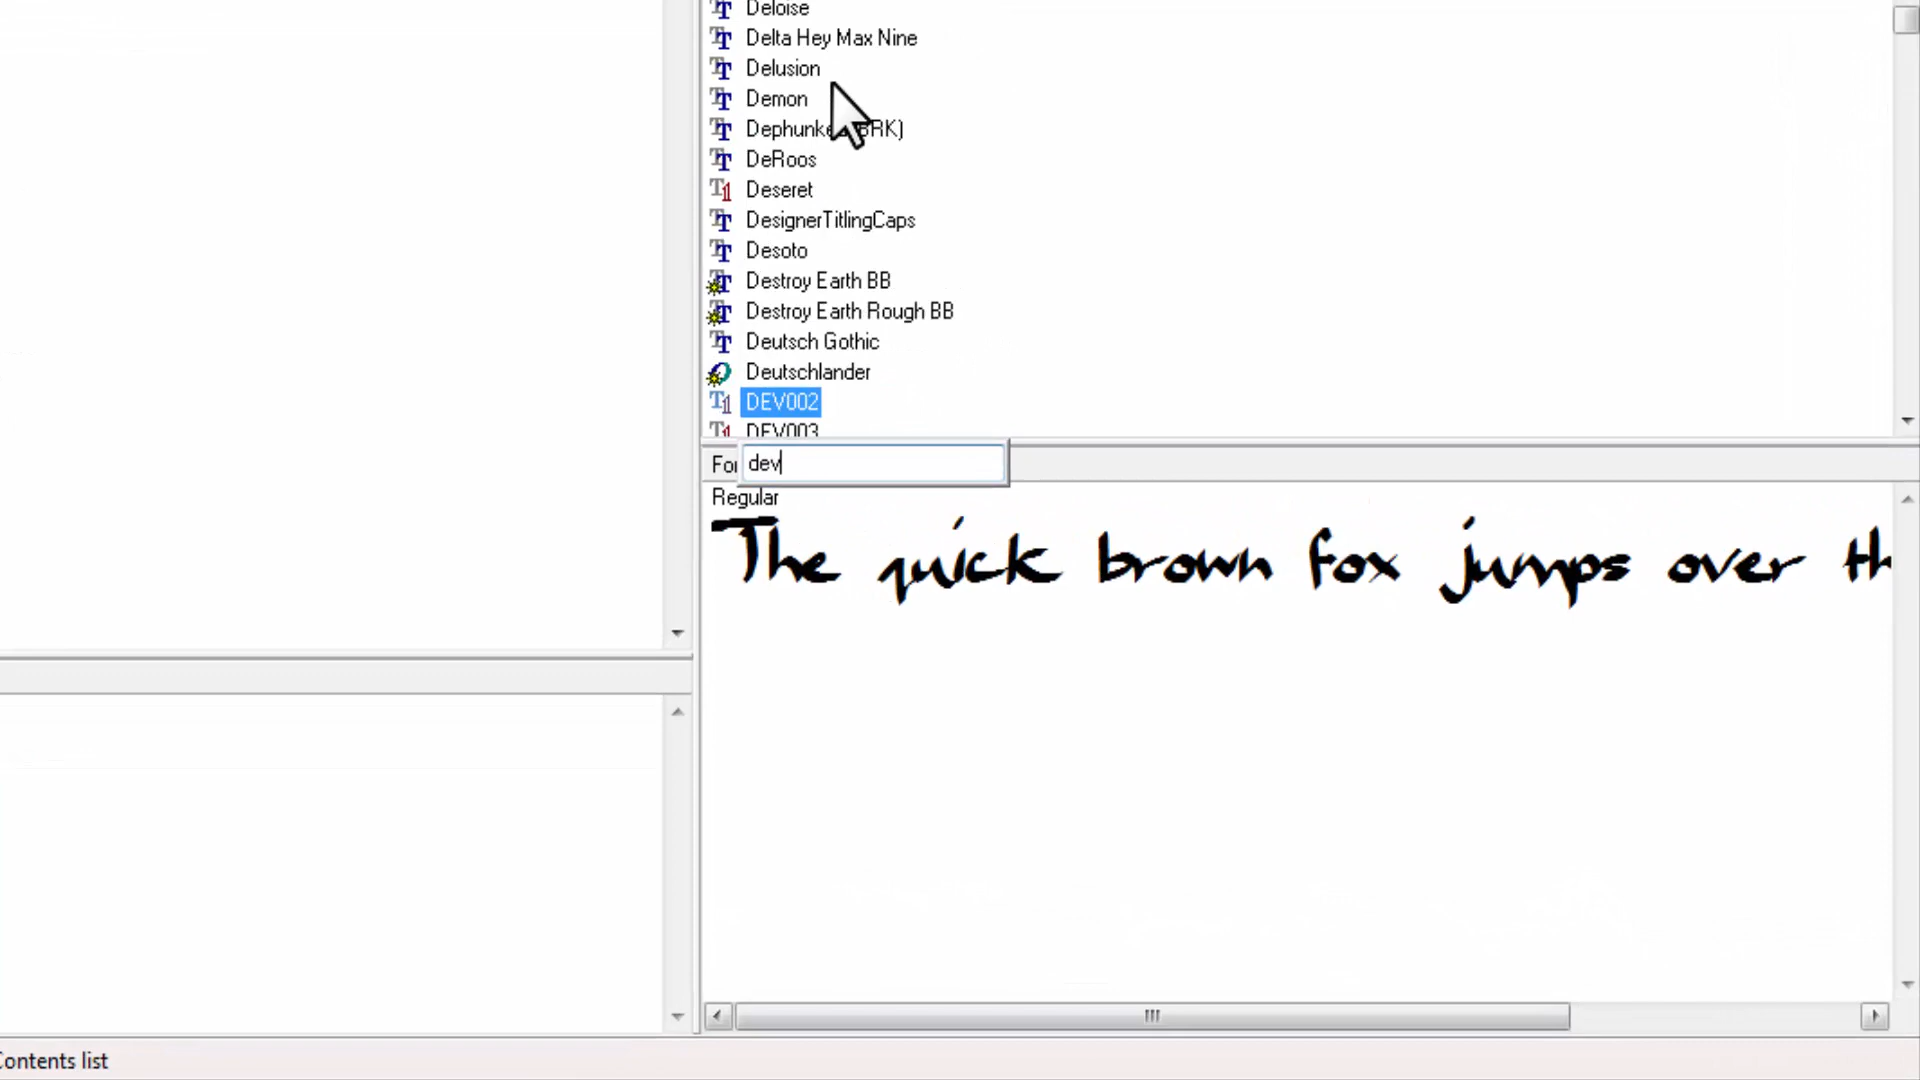 Deloise
Delta Hey Max Nine
Delusion
Demon
BRK)
DeRoos
Deseret
DesignerTitlingCaps
Desoto
Destroy Earth BB
Destroy Earth Rough BB
Deutsch Gothic
Deutschlander
DEV002
DEV003
dev
Regular
The quick brown fox jumps over th
Contents list